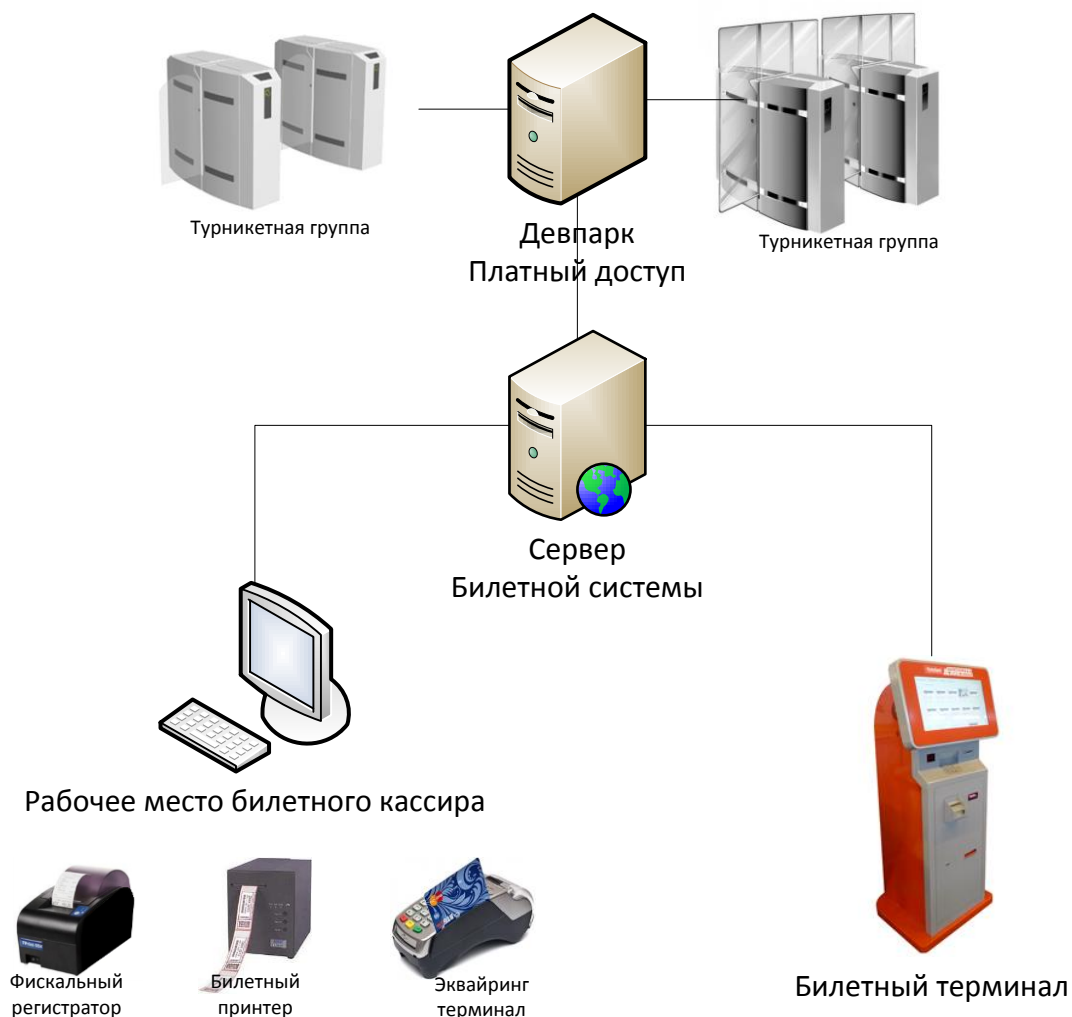 Турникетная группа
Девпарк
Платный доступ
Турникетная группа
Сервер
Билетной системы
Рабочее место билетного кассира
Фискальный
регистратор
Билетный
принтер
Эквайринг
терминал
Билетный терминал